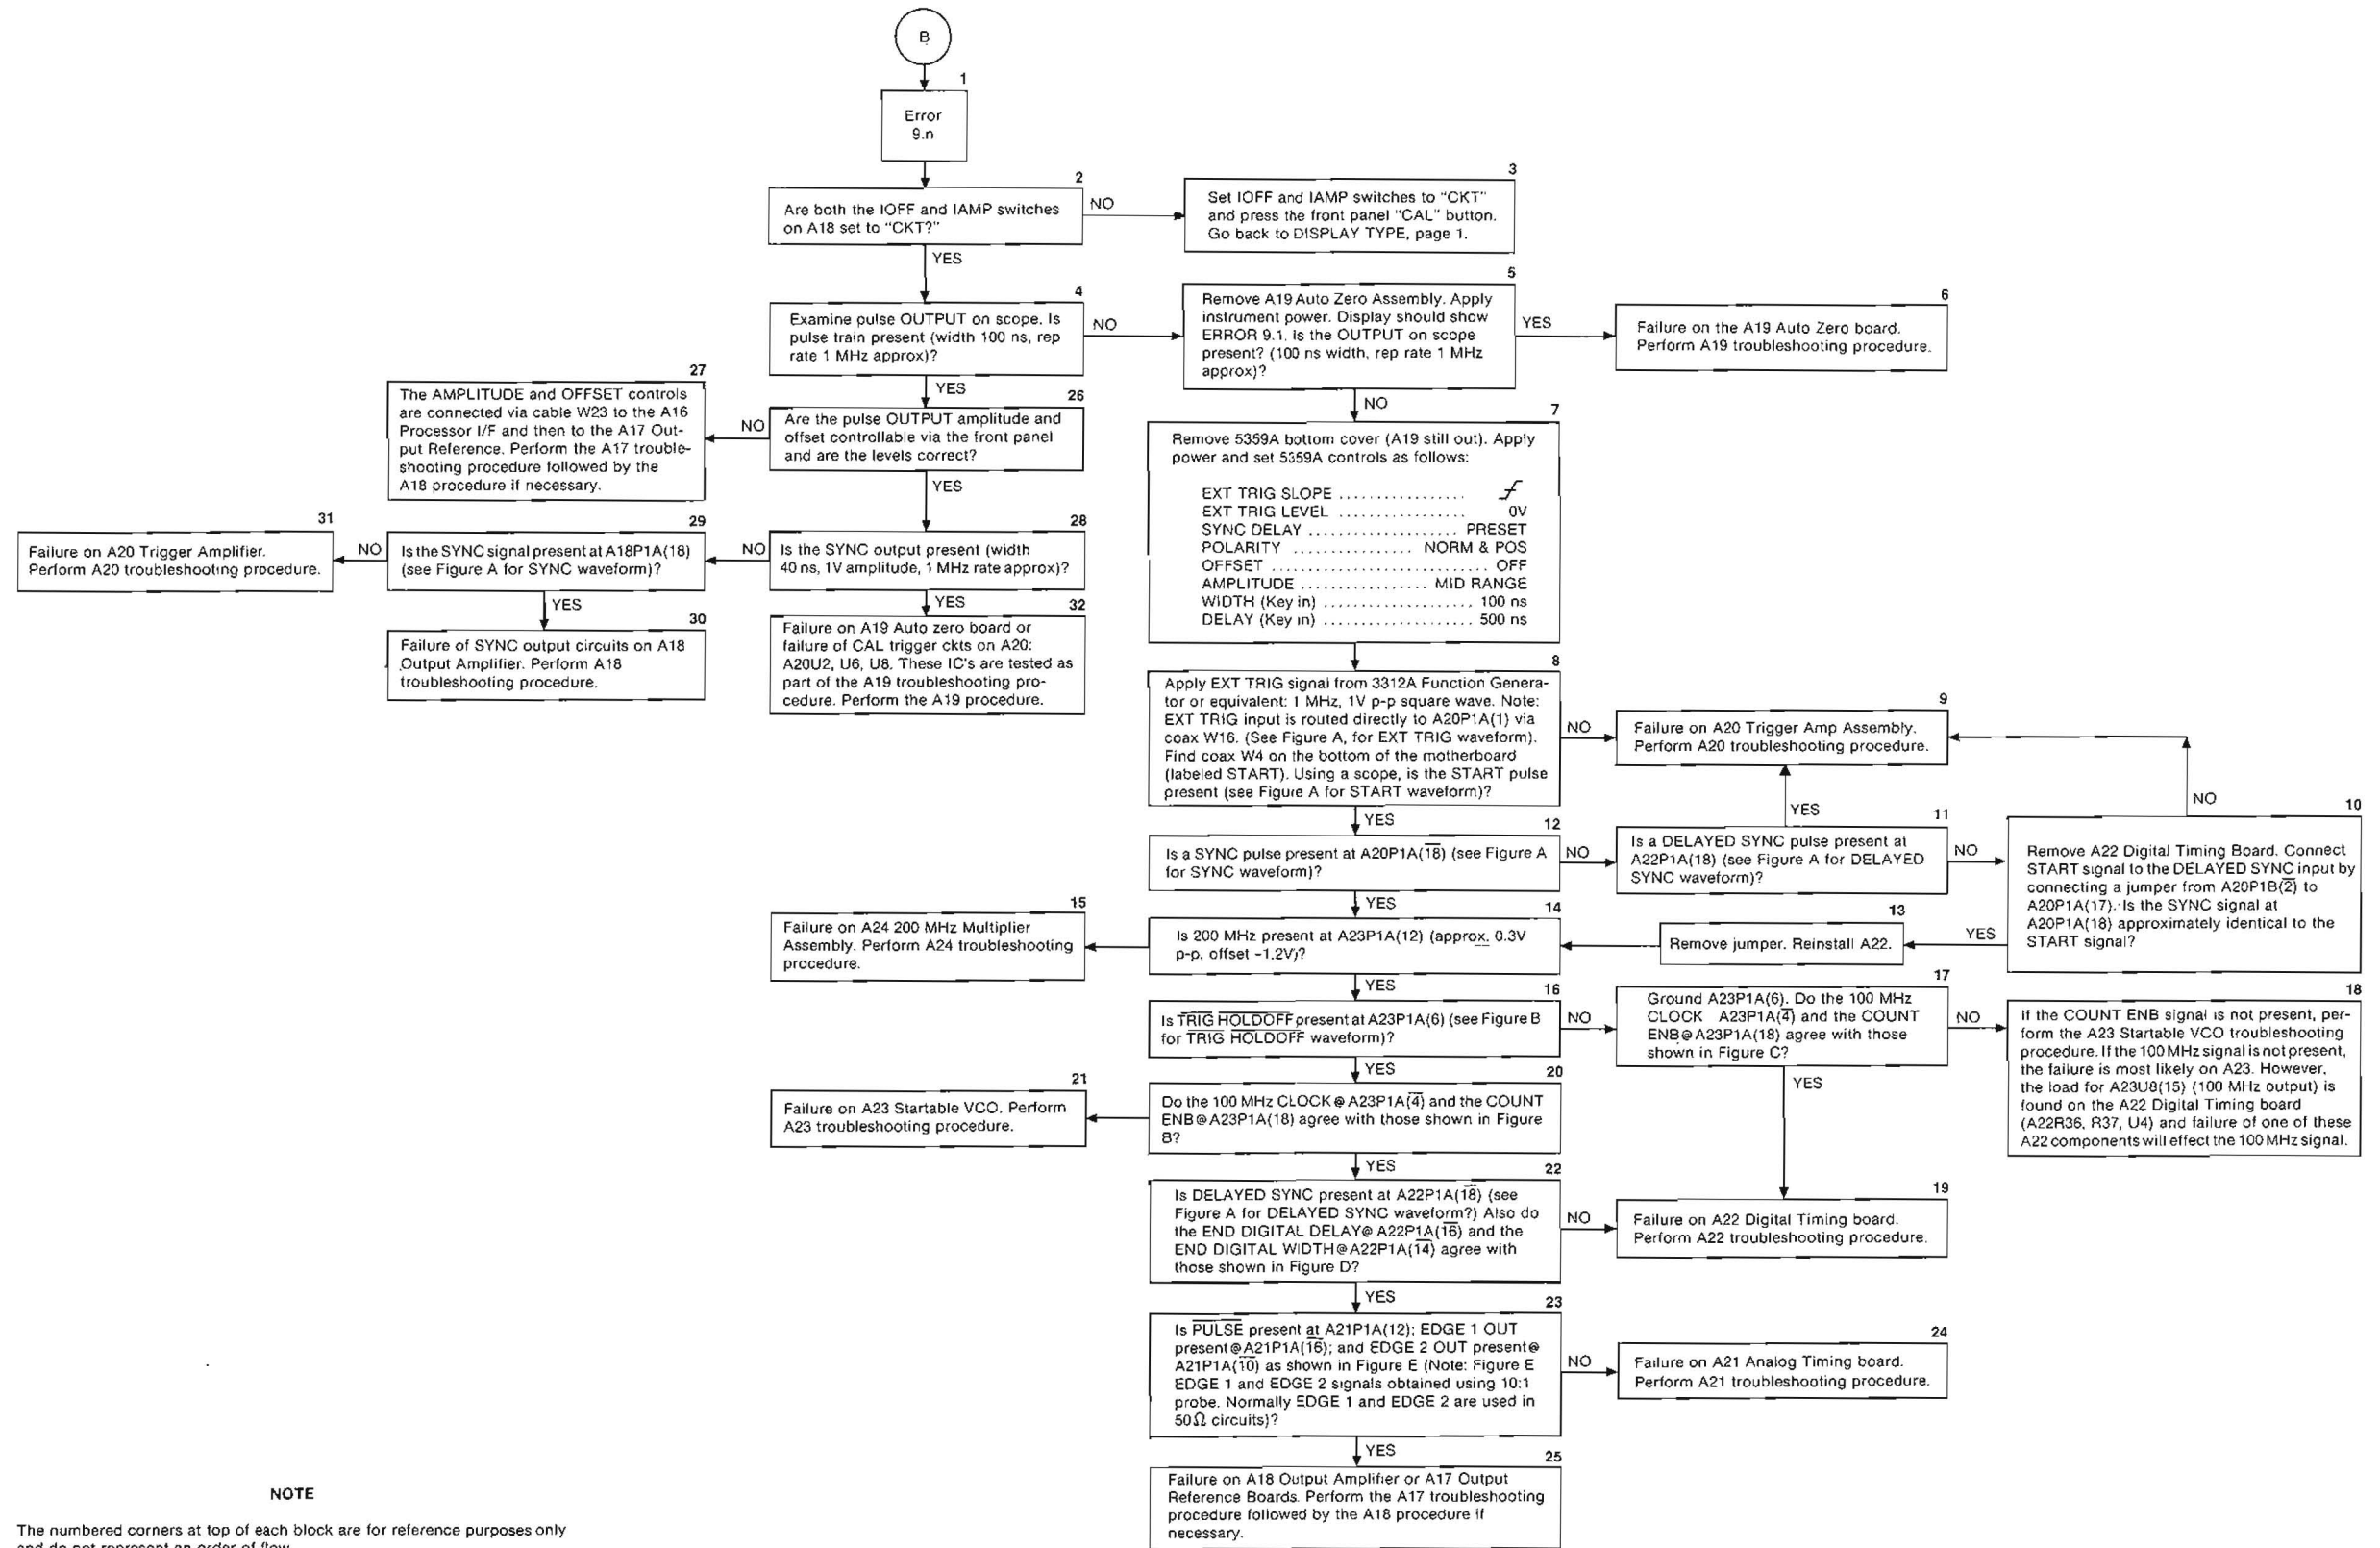 B
1
Error
9.n
2
Are both the IOFF and IAMP switches
on A18 set to “CKT?”
NO
YES
3
Set IOFF and IAMP switches to “CKT”
and press the front panel “CAL” button.
Go back to DISPLAY TYPE, page 1.
4
Examine pulse OUTPUT on scope. Is
pulse train present (width 100 ns, rep
rate 1 MHz approx)?
NO
YES
5
Remove A19 Auto Zero Assembly. Apply
instrument power. Display should show
ERROR 9.1. Is the OUTPUT on scope
present? (100 ns width, rep rate 1 MHz
approx)?
YES
NO
6
Failure on the A19 Auto Zero board.
Perform A19 troubleshooting procedure.
27
The AMPLITUDE and OFFSET controls
are connected via cable W23 to the A16
Processor I/F and then to the A17 Out-
put Reference. Perform the A17 trouble-
shooting procedure followed by the
A18 procedure if necessary.
26
Are the pulse OUTPUT amplitude and
offset controllable via the front panel
and are the levels correct?
NO
YES
7
Remove 5359A bottom cover (A19 still out). Apply
power and set 5359A controls as follows:
EXT TRIG SLOPE .................
EXT TRIG LEVEL ................. 0V
SYNC DELAY .................... PRESET
POLARITY ................ NORM & POS
OFFSET ............................. OFF
AMPLITUDE ................. MID RANGE
WIDTH (Key in) .................... 100 ns
DELAY (Key in) .................... 500 ns
31
Failure on A20 Trigger Amplifier.
Perform A20 troubleshooting procedure.
NO
29
Is the SYNC signal present at A18P1A(18)
(see Figure A for SYNC waveform)?
YES
NO
28
Is the SYNC output present (width
40 ns, 1V amplitude, 1 MHz rate approx)?
YES
30
Failure of SYNC output circuits on A18
Output Amplifier. Perform A18
troubleshooting procedure.
32
Failure on A19 Auto zero board or
failure of CAL trigger ckts on A20:
A20U2, U6, U8. These IC's are tested as
part of the A19 troubleshooting pro-
cedure. Perform the A19 procedure.
8
Apply EXT TRIG signal from 3312A Function Genera-
tor or equivalent: 1 MHz, 1V p-p square wave. Note:
EXT TRIG input is routed directly to A20P1A(1) via
coax W16. (See Figure A, for EXT TRIG waveform).
Find coax W4 on the bottom of the motherboard
(labeled START). Using a scope, is the START pulse
present (see Figure A for START waveform)?
NO
YES
9
Failure on A20 Trigger Amp Assembly.
Perform A20 troubleshooting procedure.
12
Is a SYNC pulse present at A20P1A(1̅8̅) (see Figure A
for SYNC waveform)?
NO
YES
11
Is a DELAYED SYNC pulse present at
A22P1A(18) (see Figure A for DELAYED
SYNC waveform)?
YES
NO
10
Remove A22 Digital Timing Board. Connect
START signal to the DELAYED SYNC input by
connecting a jumper from A20P1B(2̅) to
A20P1A(17). Is the SYNC signal at
A20P1A(18) approximately identical to the
START signal?
NO
YES
13
Remove jumper. Reinstall A22.
15
Failure on A24 200 MHz Multiplier
Assembly. Perform A24 troubleshooting
procedure.
14
Is 200 MHz present at A23P1A(12) (approx. 0.3V
p-p, offset -1.2V)?
YES
16
Is T̅R̅I̅G̅ H̅O̅L̅D̅O̅F̅F̅ present at A23P1A(6) (see Figure B
for T̅R̅I̅G̅ H̅O̅L̅D̅O̅F̅F̅ waveform)?
NO
YES
17
Ground A23P1A(6). Do the 100 MHz
CLOCK A23P1A(4̅) and the COUNT
ENB@A23P1A(18) agree with those
shown in Figure C?
NO
YES
18
If the COUNT ENB signal is not present, per-
form the A23 Startable VCO troubleshooting
procedure. If the 100 MHz signal is not present,
the failure is most likely on A23. However,
the load for A23U8(15) (100 MHz output) is
found on the A22 Digital Timing board
(A22R36, R37, U4) and failure of one of these
A22 components will effect the 100 MHz signal.
21
Failure on A23 Startable VCO. Perform
A23 troubleshooting procedure.
20
Do the 100 MHz CLOCK@A23P1A(4̅) and the COUNT
ENB@A23P1A(18) agree with those shown in Figure
B?
YES
22
Is DELAYED SYNC present at A22P1A(1̅8̅) (see
Figure A for DELAYED SYNC waveform?) Also do
the END DIGITAL DELAY@A22P1A(1̅6̅) and the
END DIGITAL WIDTH@A22P1A(1̅4̅) agree with
those shown in Figure D?
NO
YES
19
Failure on A22 Digital Timing board.
Perform A22 troubleshooting procedure.
23
Is P̅U̅L̅S̅E̅ present at A21P1A(12); EDGE 1 OUT
present@A21P1A(1̅6̅); and EDGE 2 OUT present@
A21P1A(1̅0̅) as shown in Figure E (Note: Figure E
EDGE 1 and EDGE 2 signals obtained using 10:1
probe. Normally EDGE 1 and EDGE 2 are used in
50Ω circuits)?
NO
YES
24
Failure on A21 Analog Timing board.
Perform A21 troubleshooting procedure.
25
Failure on A18 Output Amplifier or A17 Output
Reference Boards. Perform the A17 troubleshooting
procedure followed by the A18 procedure if
necessary.
NOTE
The numbered corners at top of each block are for reference purposes only
and do not represent an order of flow